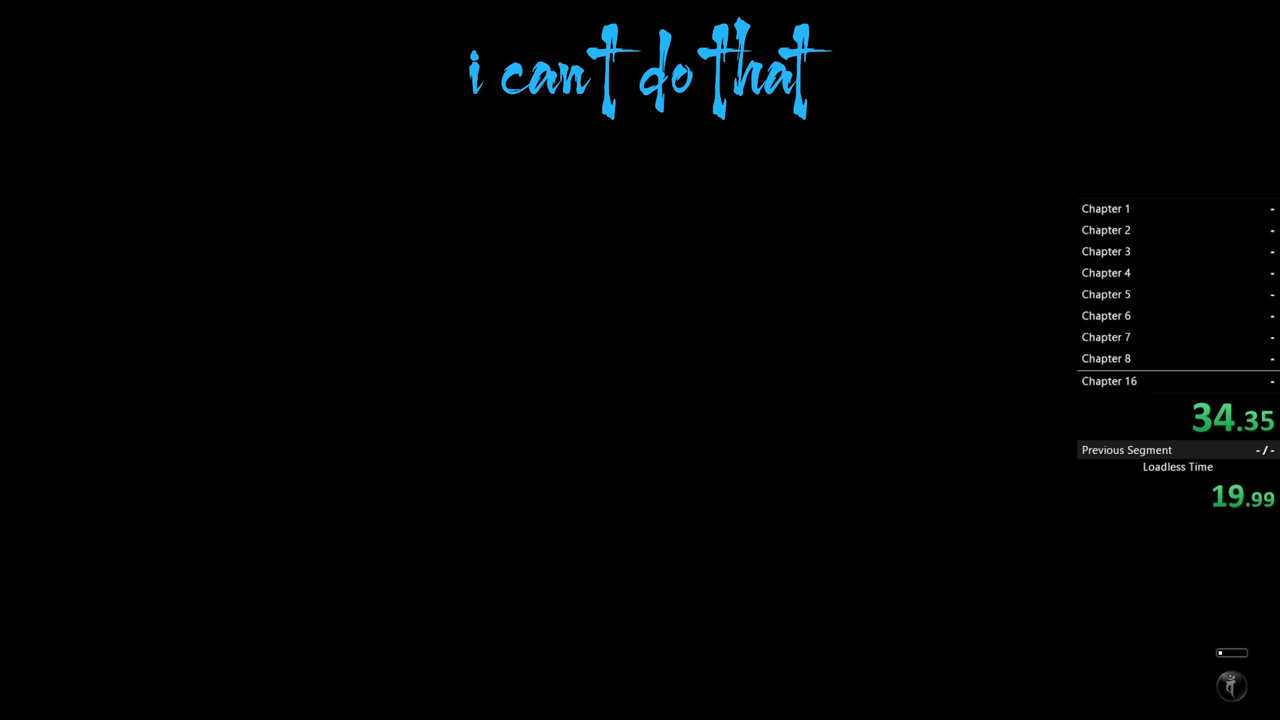 i can't do that
Chapter 1 -
Chapter 2 -
Chapter 3 -
Chapter 4 -
Chapter 5 -
Chapter 6 -
Chapter 7 -
Chapter 8 -
Chapter 16 -
34.35
Previous Segment - / -
Loadless Time
19.99